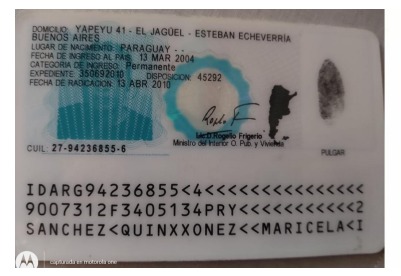 DOMICILIO: YAPEYU 41 - EL JAGÜEL - ESTEBAN ECHEVERRÍA
BUENOS AIRES
LUGAR DE NACIMIENTO: PARAGUAY - -
FECHA DE INGRESO AL PAIS: 13 MAR 2004
CATEGORIA DE INGRESO: Permanente
EXPEDIENTE: 350692010 DISPOSICION: 45292
FECHA DE RADICACION: 13 ABR 2010
Lic.D.Rogelio Frigerio
Ministro del Interior O. Pub. y Vivienda
CUIL: 27-94236855-6
PULGAR
IDARG94236855<4<<<<<<<<<<<<<<<
9007312F3405134PRY<<<<<<<<<<<2
SANCHEZ<QUINXXONEZ<<MARICELA<I
capturada en motorola one